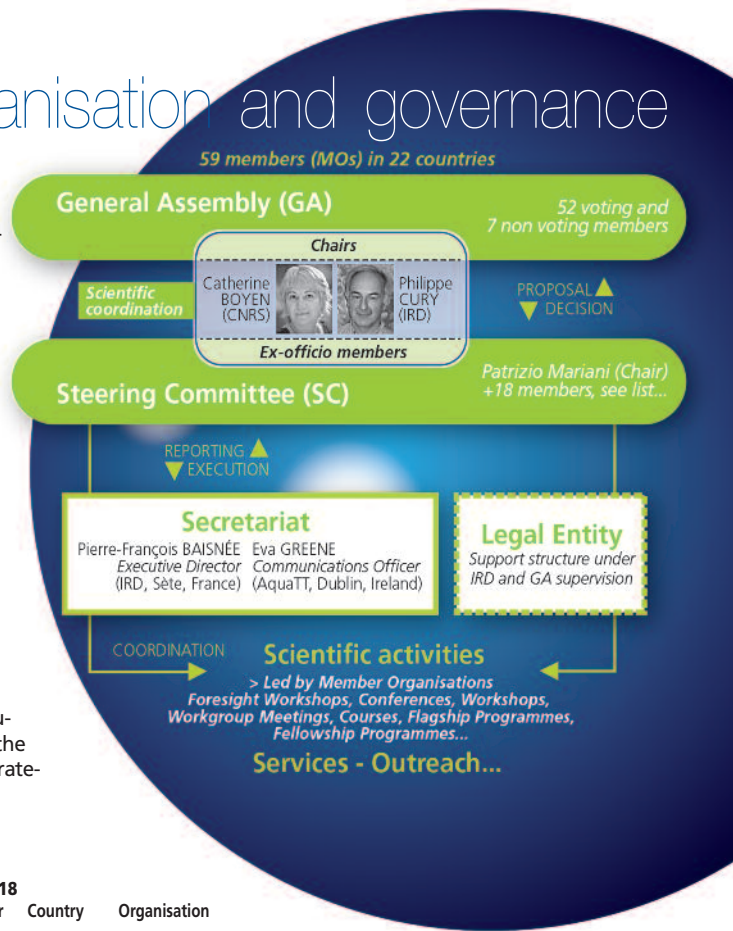 anisation and governance
59 members (MOs) in 22 countries
General Assembly (GA)
52 voting and
7 non voting members
Chairs
Scientific
coordination
Catherine
BOYEN
(CNRS)
Philippe
CURY
(IRD)
PROPOSAL ▲
▼ DECISION
Ex-officio members
Steering Committee (SC)
Patrizio Mariani (Chair)
+18 members, see list...
REPORTING ▲
▼ EXECUTION
Secretariat
Pierre-François BAISNÉE
Executive Director
(IRD, Sète, France)
Eva GREENE
Communications Officer
(AquaTT, Dublin, Ireland)
Legal Entity
Support structure under
IRD and GA supervision
COORDINATION
Scientific activities
> Led by Member Organisations
Foresight Workshops, Conferences, Workshops,
Workgroup Meetings, Courses, Flagship Programmes,
Fellowship Programmes...
Services - Outreach...
u-
the
rate-
18
r Country Organisation